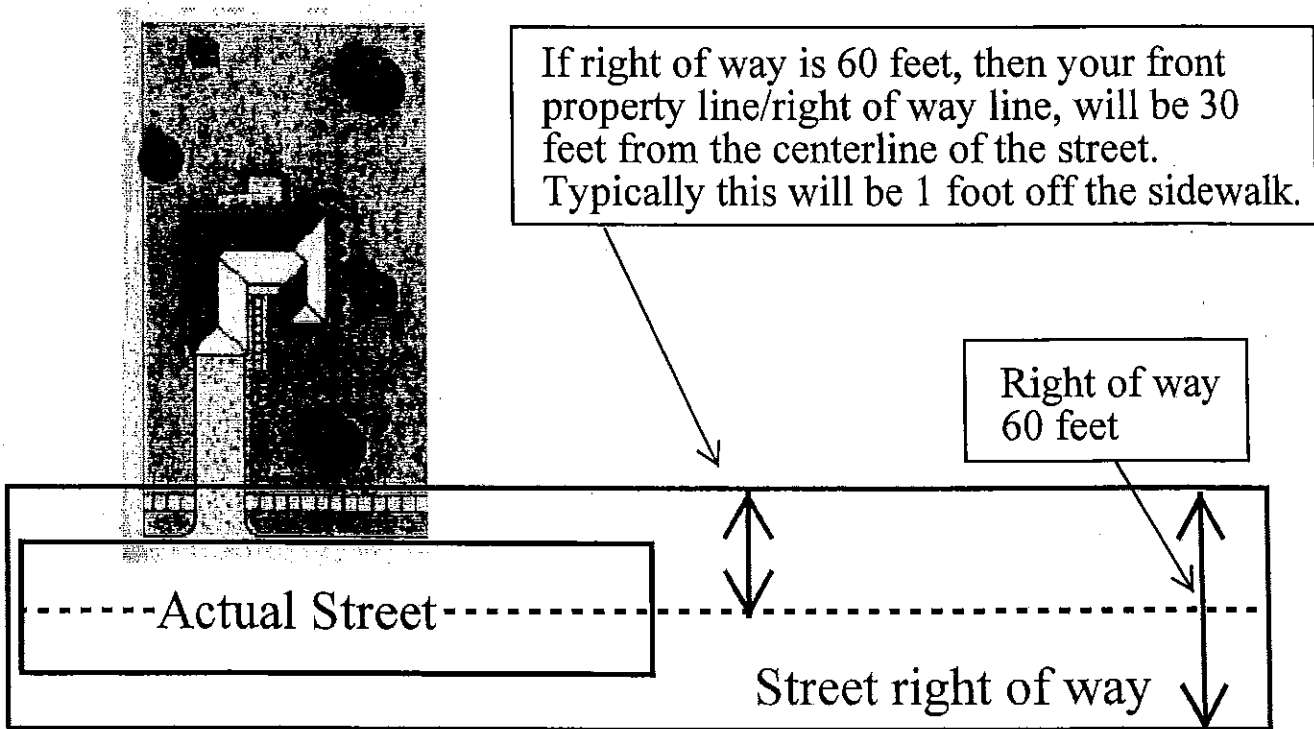 If right of way is 60 feet, then your front
property line/right of way line, will be 30
feet from the centerline of the street.
Typically this will be 1 foot off the sidewalk.
Right of way
60 feet
Actual Street
Street right of way